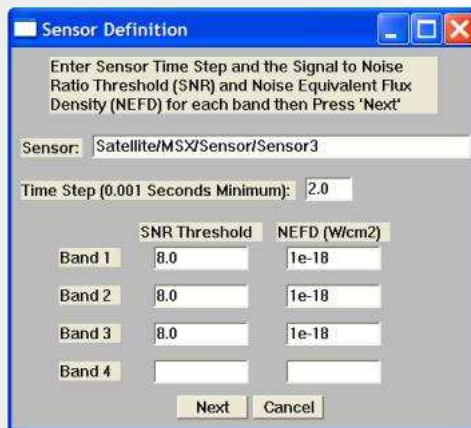 Sensor Definition
Enter Sensor Time Step and the Signal to Noise
Ratio Threshold (SNR) and Noise Equivalent Flux
Density (NEFD) for each band then Press 'Next'
Sensor: Satellite/MSX/Sensor/Sensor3
Time Step (0.001 Seconds Minimum): 2.0
SNR Threshold NEFD (W/cm2)
Band 1 8.0 1e-18
Band 2 8.0 1e-18
Band 3 8.0 1e-18
Band 4
Next Cancel